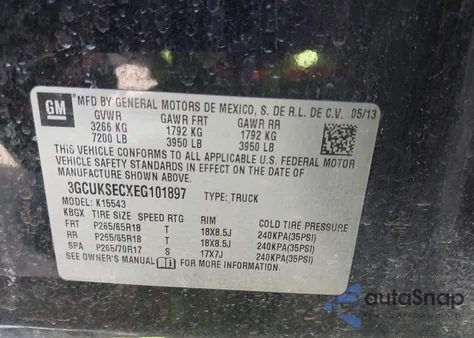 GM
MFD BY GENERAL MOTORS DE MEXICO, S. DE R.L. DE C.V. 05/13
GVWR GAWR FRT GAWR RR
3266 KG 1792 KG 1792 KG
7200 LB 3950 LB 3950 LB
THIS VEHICLE CONFORMS TO ALL APPLICABLE U.S. FEDERAL MOTOR
VEHICLE SAFETY STANDARDS IN EFFECT ON THE DATE OF
MANUFACTURE SHOWN ABOVE.
3GCUKSECXEG101897 TYPE: TRUCK
MODEL: K15543
KBGX TIRE SIZE SPEED RTG RIM COLD TIRE PRESSURE
FRT P265/65R18 T 18X8.5J 240KPA(35PSI)
RR P265/65R18 T 18X8.5J 240KPA(35PSI)
SPA P265/70R17 S 17X7J 240KPA(35PSI)
SEE OWNER'S MANUAL FOR MORE INFORMATION.
autoSnap